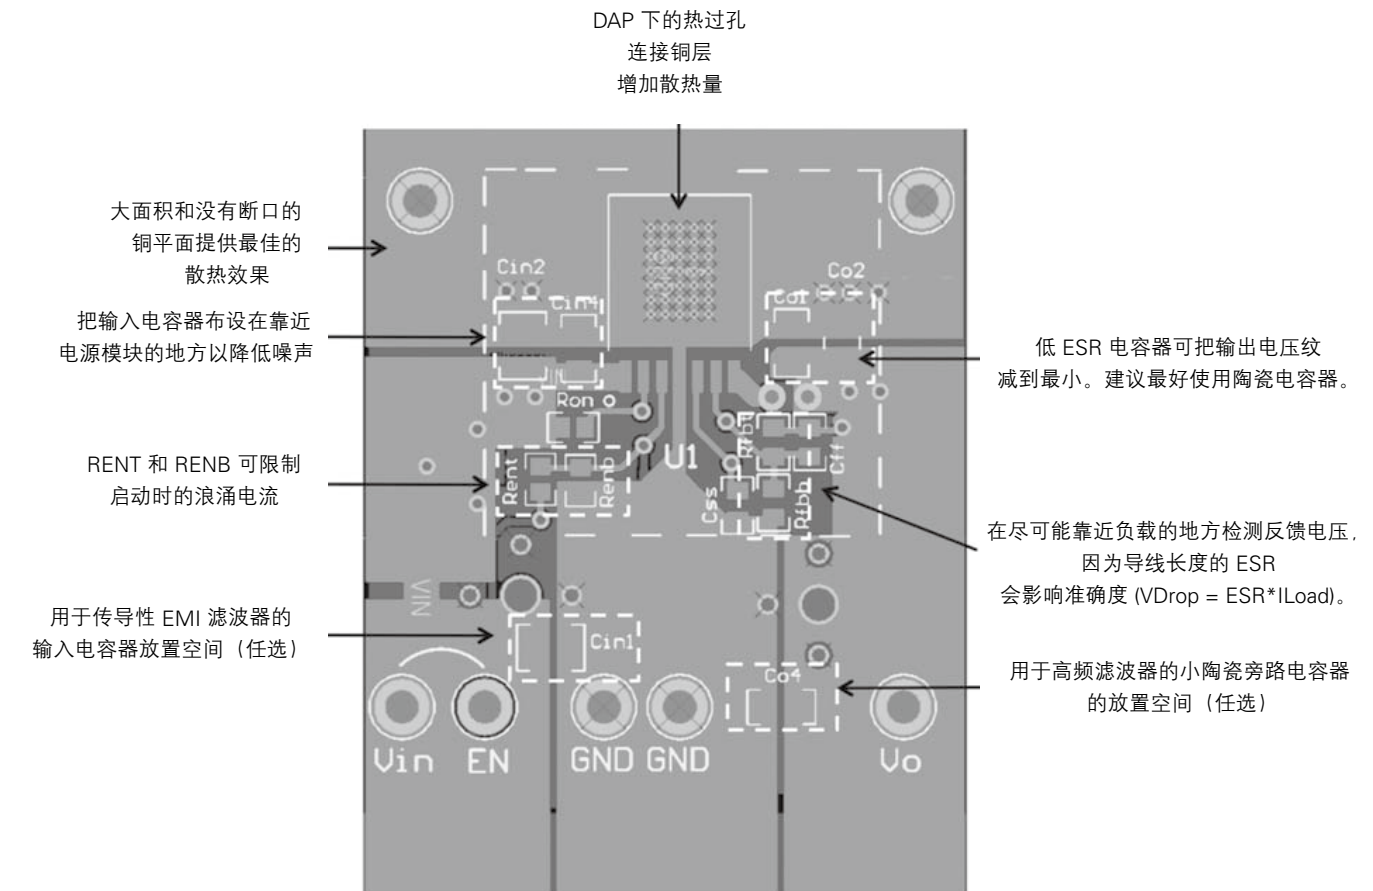 DAP 下的热过孔
连接铜层
增加散热量
大面积和没有断口的
铜平面提供最佳的
散热效果
把输入电容器布设在靠近
电源模块的地方以降低噪声
RENT 和 RENB 可限制
启动时的浪涌电流
用于传导性 EMI 滤波器的
输入电容器放置空间（任选）
低 ESR 电容器可把输出电压纹
减到最小。建议最好使用陶瓷电容器。
在尽可能靠近负载的地方检测反馈电压,
因为导线长度的 ESR
会影响准确度 (VDrop = ESR*ILoad)。
用于高频滤波器的小陶瓷旁路电容器
的放置空间（任选）
Cin2
Cin4
Co2
Co1
Ron
U1
Rent
Renb
Rfbt
Cff
Css
Rfbb
VIN
Cin1
Co4
Vin
EN
GND
GND
Vo